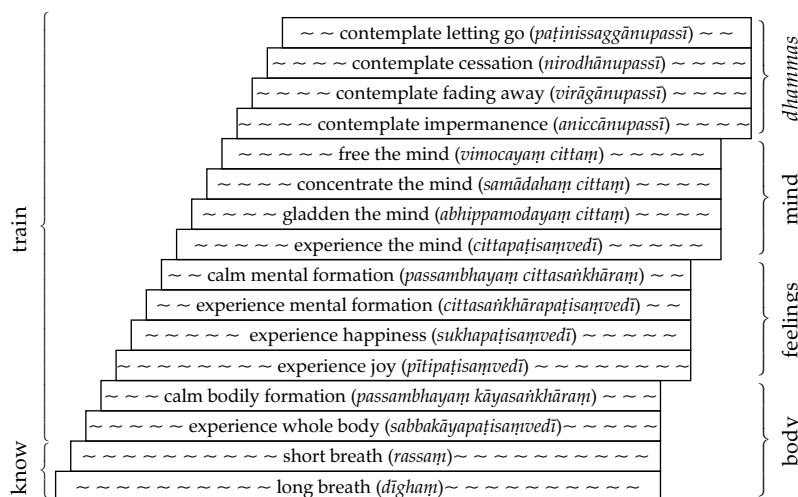 ~ ~ contemplate letting go (paṭinissaggānupassī) ~ ~
~ ~ ~ ~ contemplate cessation (nirodhānupassī) ~ ~ ~ ~
~ ~ ~ ~ contemplate fading away (virāgānupassī) ~ ~ ~ ~
~ ~ ~ ~ contemplate impermanence (aniccānupassī) ~ ~ ~ ~
dhammas
~ ~ ~ ~ ~ free the mind (vimocayaṃ cittaṃ) ~ ~ ~ ~ ~
~ ~ ~ ~ ~ concentrate the mind (samādahaṃ cittaṃ) ~ ~ ~ ~ ~
~ ~ ~ ~ ~ gladden the mind (abhippamodayaṃ cittaṃ) ~ ~ ~ ~ ~
~ ~ ~ ~ ~ experience the mind (cittapaṭisaṃvedī) ~ ~ ~ ~ ~
mind
train
~ ~ calm mental formation (passambhayaṃ cittasaṅkhāraṃ) ~ ~ ~
~ ~ ~ experience mental formation (cittasaṅkhārapaṭisaṃvedī) ~ ~ ~
~ ~ ~ ~ ~ ~ experience happiness (sukhapaṭisaṃvedī) ~ ~ ~ ~ ~ ~
~ ~ ~ ~ ~ ~ ~ ~ experience joy (pītipaṭisaṃvedī) ~ ~ ~ ~ ~ ~ ~ ~
feelings
~ ~ ~ calm bodily formation (passambhayaṃ kāyasaṅkhāraṃ) ~ ~ ~
~ ~ ~ ~ ~ experience whole body (sabbakāyapaṭisaṃvedī)~ ~ ~ ~ ~
~ ~ ~ ~ ~ ~ ~ ~ ~ ~ short breath (rassaṃ)~ ~ ~ ~ ~ ~ ~ ~ ~ ~
~ ~ ~ ~ ~ ~ ~ ~ ~ ~ long breath (dīghaṃ)~ ~ ~ ~ ~ ~ ~ ~ ~ ~
body
know